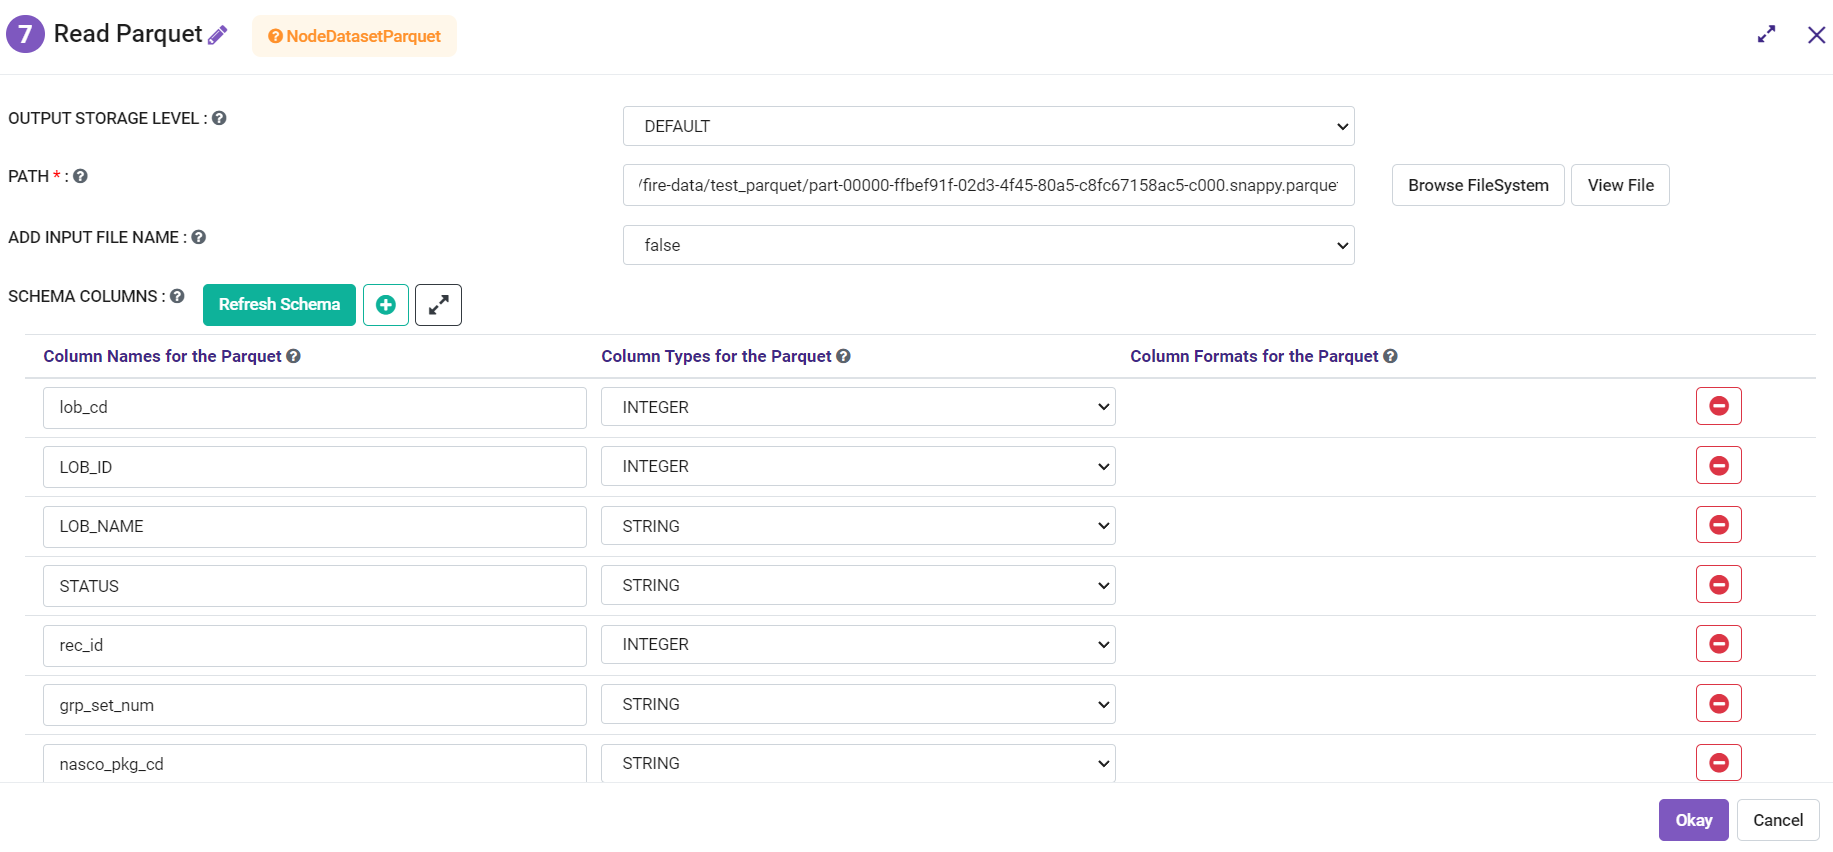 7 Read Parquet NodeDatasetParquet
OUTPUT STORAGE LEVEL :
DEFAULT
PATH * :
/fire-data/test_parquet/part-00000-ffbef91f-02d3-4f45-80a5-c8fc67158ac5-c000.snappy.parque
Browse FileSystem View File
ADD INPUT FILE NAME :
false
SCHEMA COLUMNS : Refresh Schema
Column Names for the Parquet Column Types for the Parquet Column Formats for the Parquet
lob_cd INTEGER
LOB_ID INTEGER
LOB_NAME STRING
STATUS STRING
rec_id INTEGER
grp_set_num STRING
nasco_pkg_cd STRING
Okay Cancel